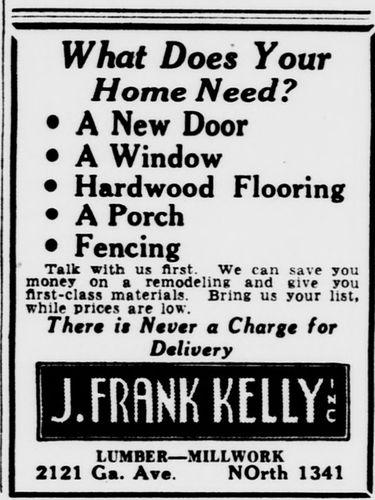 What Does Your
Home Need?
• A New Door
• A Window
• Hardwood Flooring
• A Porch
• Fencing
Talk with us first. We can save you
money on a remodeling and give you
first-class materials. Bring us your list,
while prices are low.
There is Never a Charge for
Delivery
J. FRANK KELLY INC
LUMBER—MILLWORK
2121 Ga. Ave. NOrth 1341